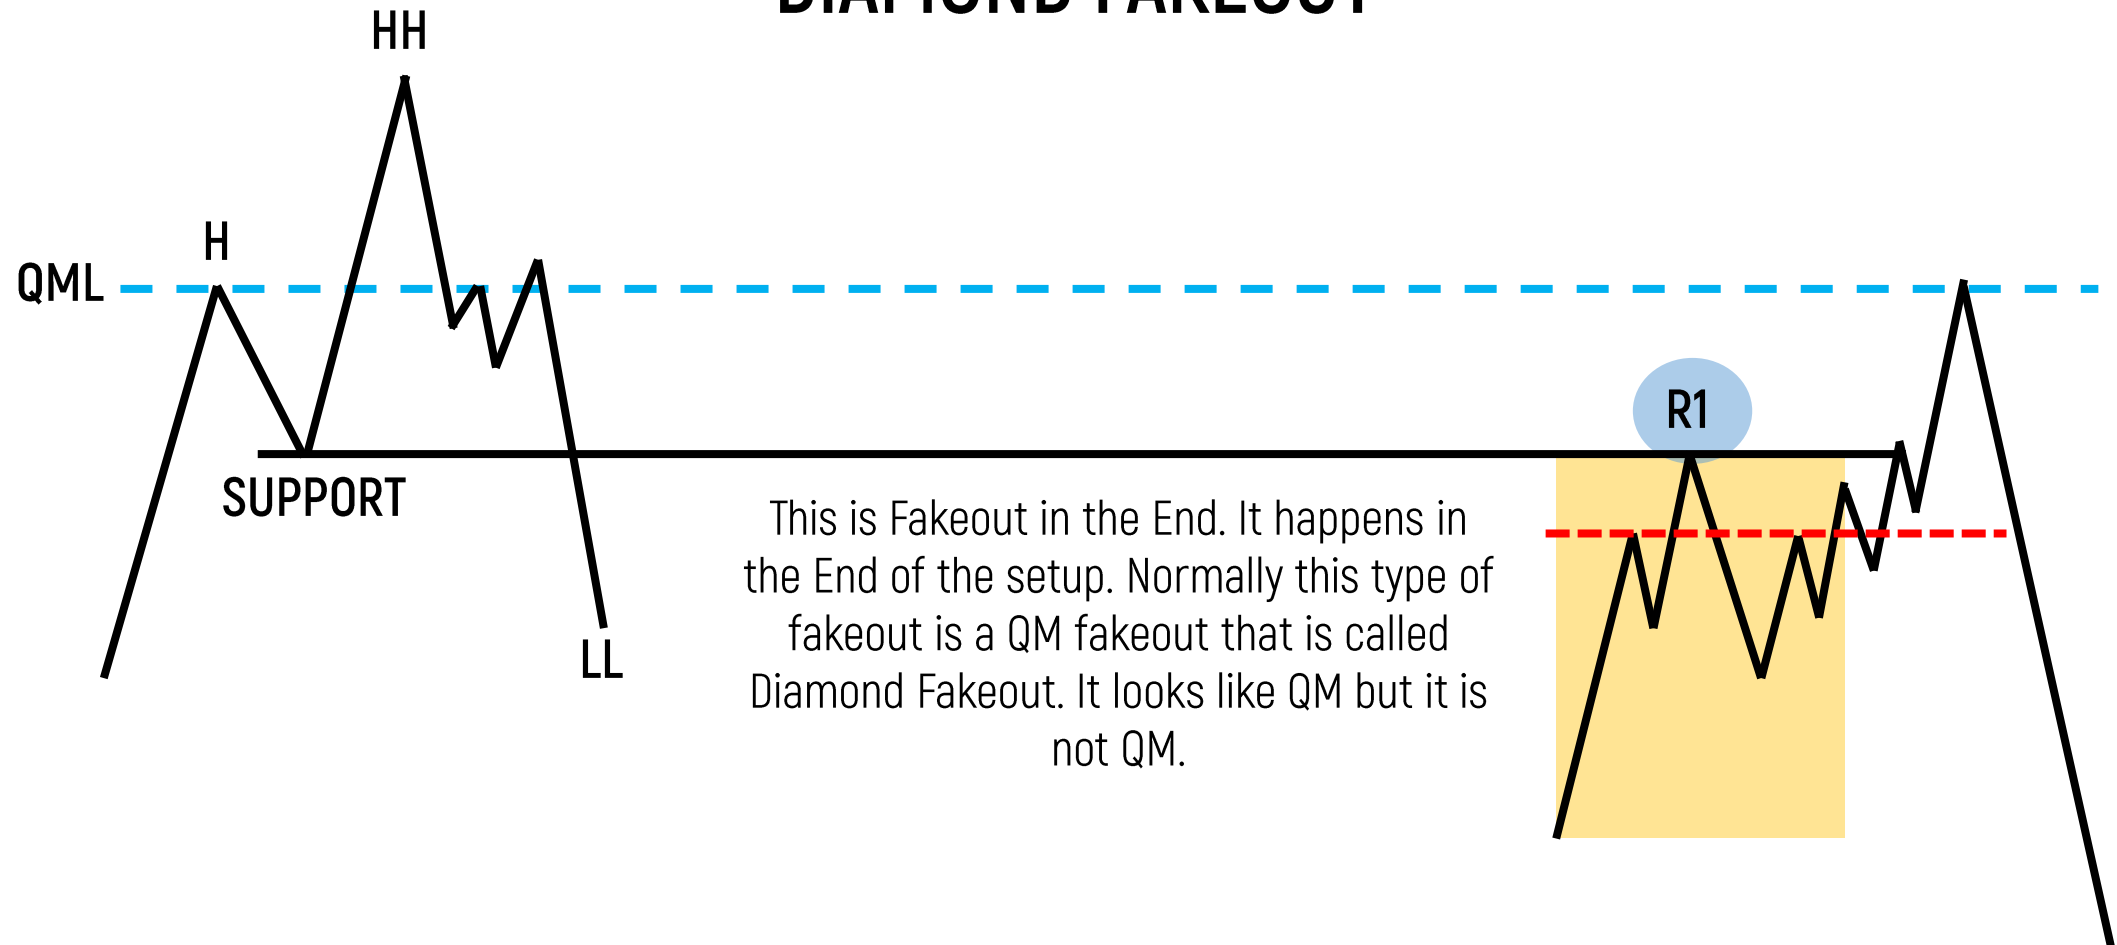 DIAMOND FAKEOUT
HH
H
QML
R1
SUPPORT
This is Fakeout in the End. It happens in
the End of the setup. Normally this type of
fakeout is a QM fakeout that is called
Diamond Fakeout. It looks like QM but it is
not QM.
LL